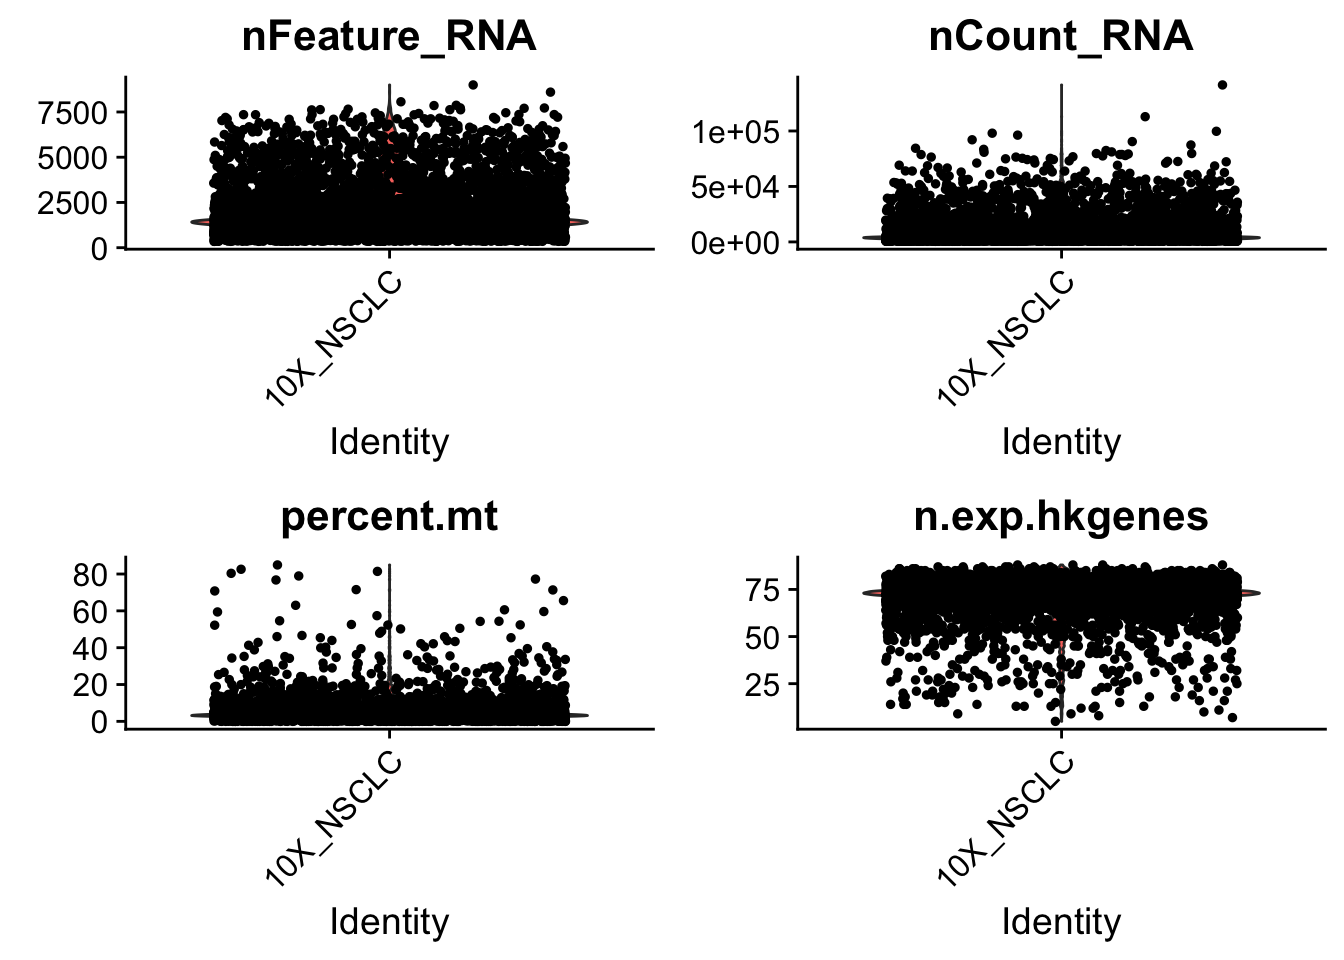 nFeature_RNA
7500
5000
2500
0
10X_NSCLC
Identity
nCount_RNA
1e+05
5e+04
0e+00
10X_NSCLC
Identity
percent.mt
80
60
40
20
0
10X_NSCLC
Identity
n.exp.hkgenes
75
50
25
10X_NSCLC
Identity